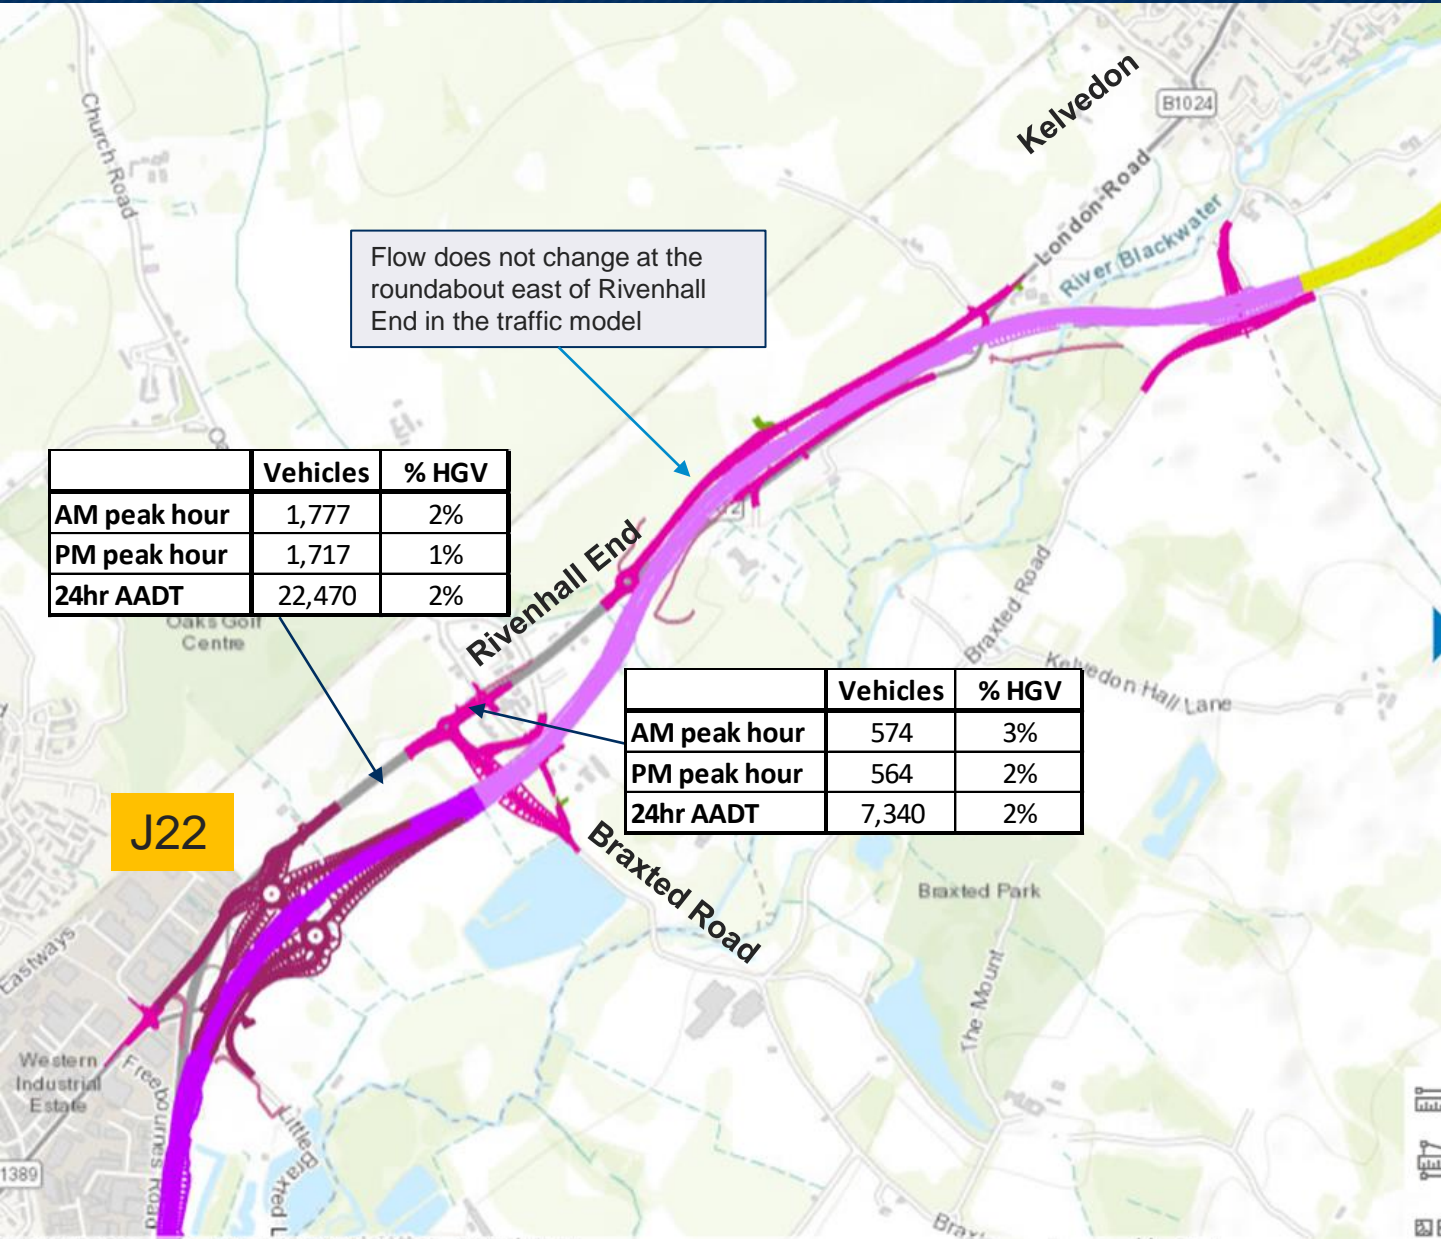 Kelvedon
B1024
Church Road
London-Road
River Blackwater
Flow does not change at the
roundabout east of Rivenhall
End in the traffic model
Vehicles % HGV
AM peak hour 1,777 2%
PM peak hour 1,717 1%
24hr AADT 22,470 2%
Oaks Golf
Centre
Rivenhall End
Braxted Road
Kelvedon Hall Lane
Vehicles % HGV
AM peak hour 574 3%
PM peak hour 564 2%
24hr AADT 7,340 2%
J22
Braxted Road
Braxted Park
Eastways
The Mount
Western
Industrial
Estate
Freebournes Road
Little Braxted L
1389
Brax